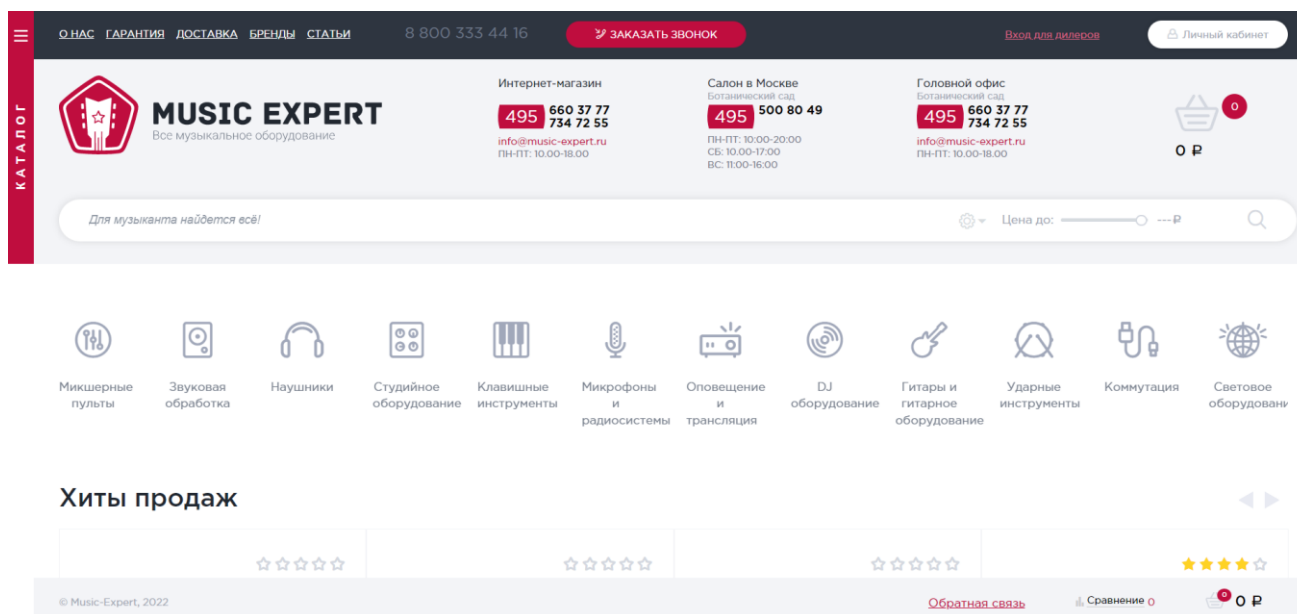 О НАС ГАРАНТИЯ ДОСТАВКА БРЕНДЫ СТАТЬИ 8 800 333 44 16 ЗАКАЗАТЬ ЗВОНОК Вход для дилеров Личный кабинет
КАТАЛОГ
MUSIC EXPERT
Все музыкальное оборудование
Интернет-магазин
495 660 37 77
734 72 55
info@music-expert.ru
ПН-ПТ: 10.00-18.00
Салон в Москве
Ботанический сад
495 500 80 49
ПН-ПТ: 10:00-20:00
СБ: 10.00-17:00
ВС: 11:00-16:00
Головной офис
Ботанический сад
495 660 37 77
734 72 55
info@music-expert.ru
ПН-ПТ: 10.00-18.00
0
0 ₽
Для музыканта найдется всё! Цена до: ---₽
Микшерные
пульты
Звуковая
обработка
Наушники
Студийное
оборудование
Клавишные
инструменты
Микрофоны
и
радиосистемы
Оповещение
и
трансляция
DJ
оборудование
Гитары и
гитарное
оборудование
Ударные
инструменты
Коммутация
Световое
оборудовани
Хиты продаж
© Music-Expert, 2022 Обратная связь Сравнение 0 0 0 ₽